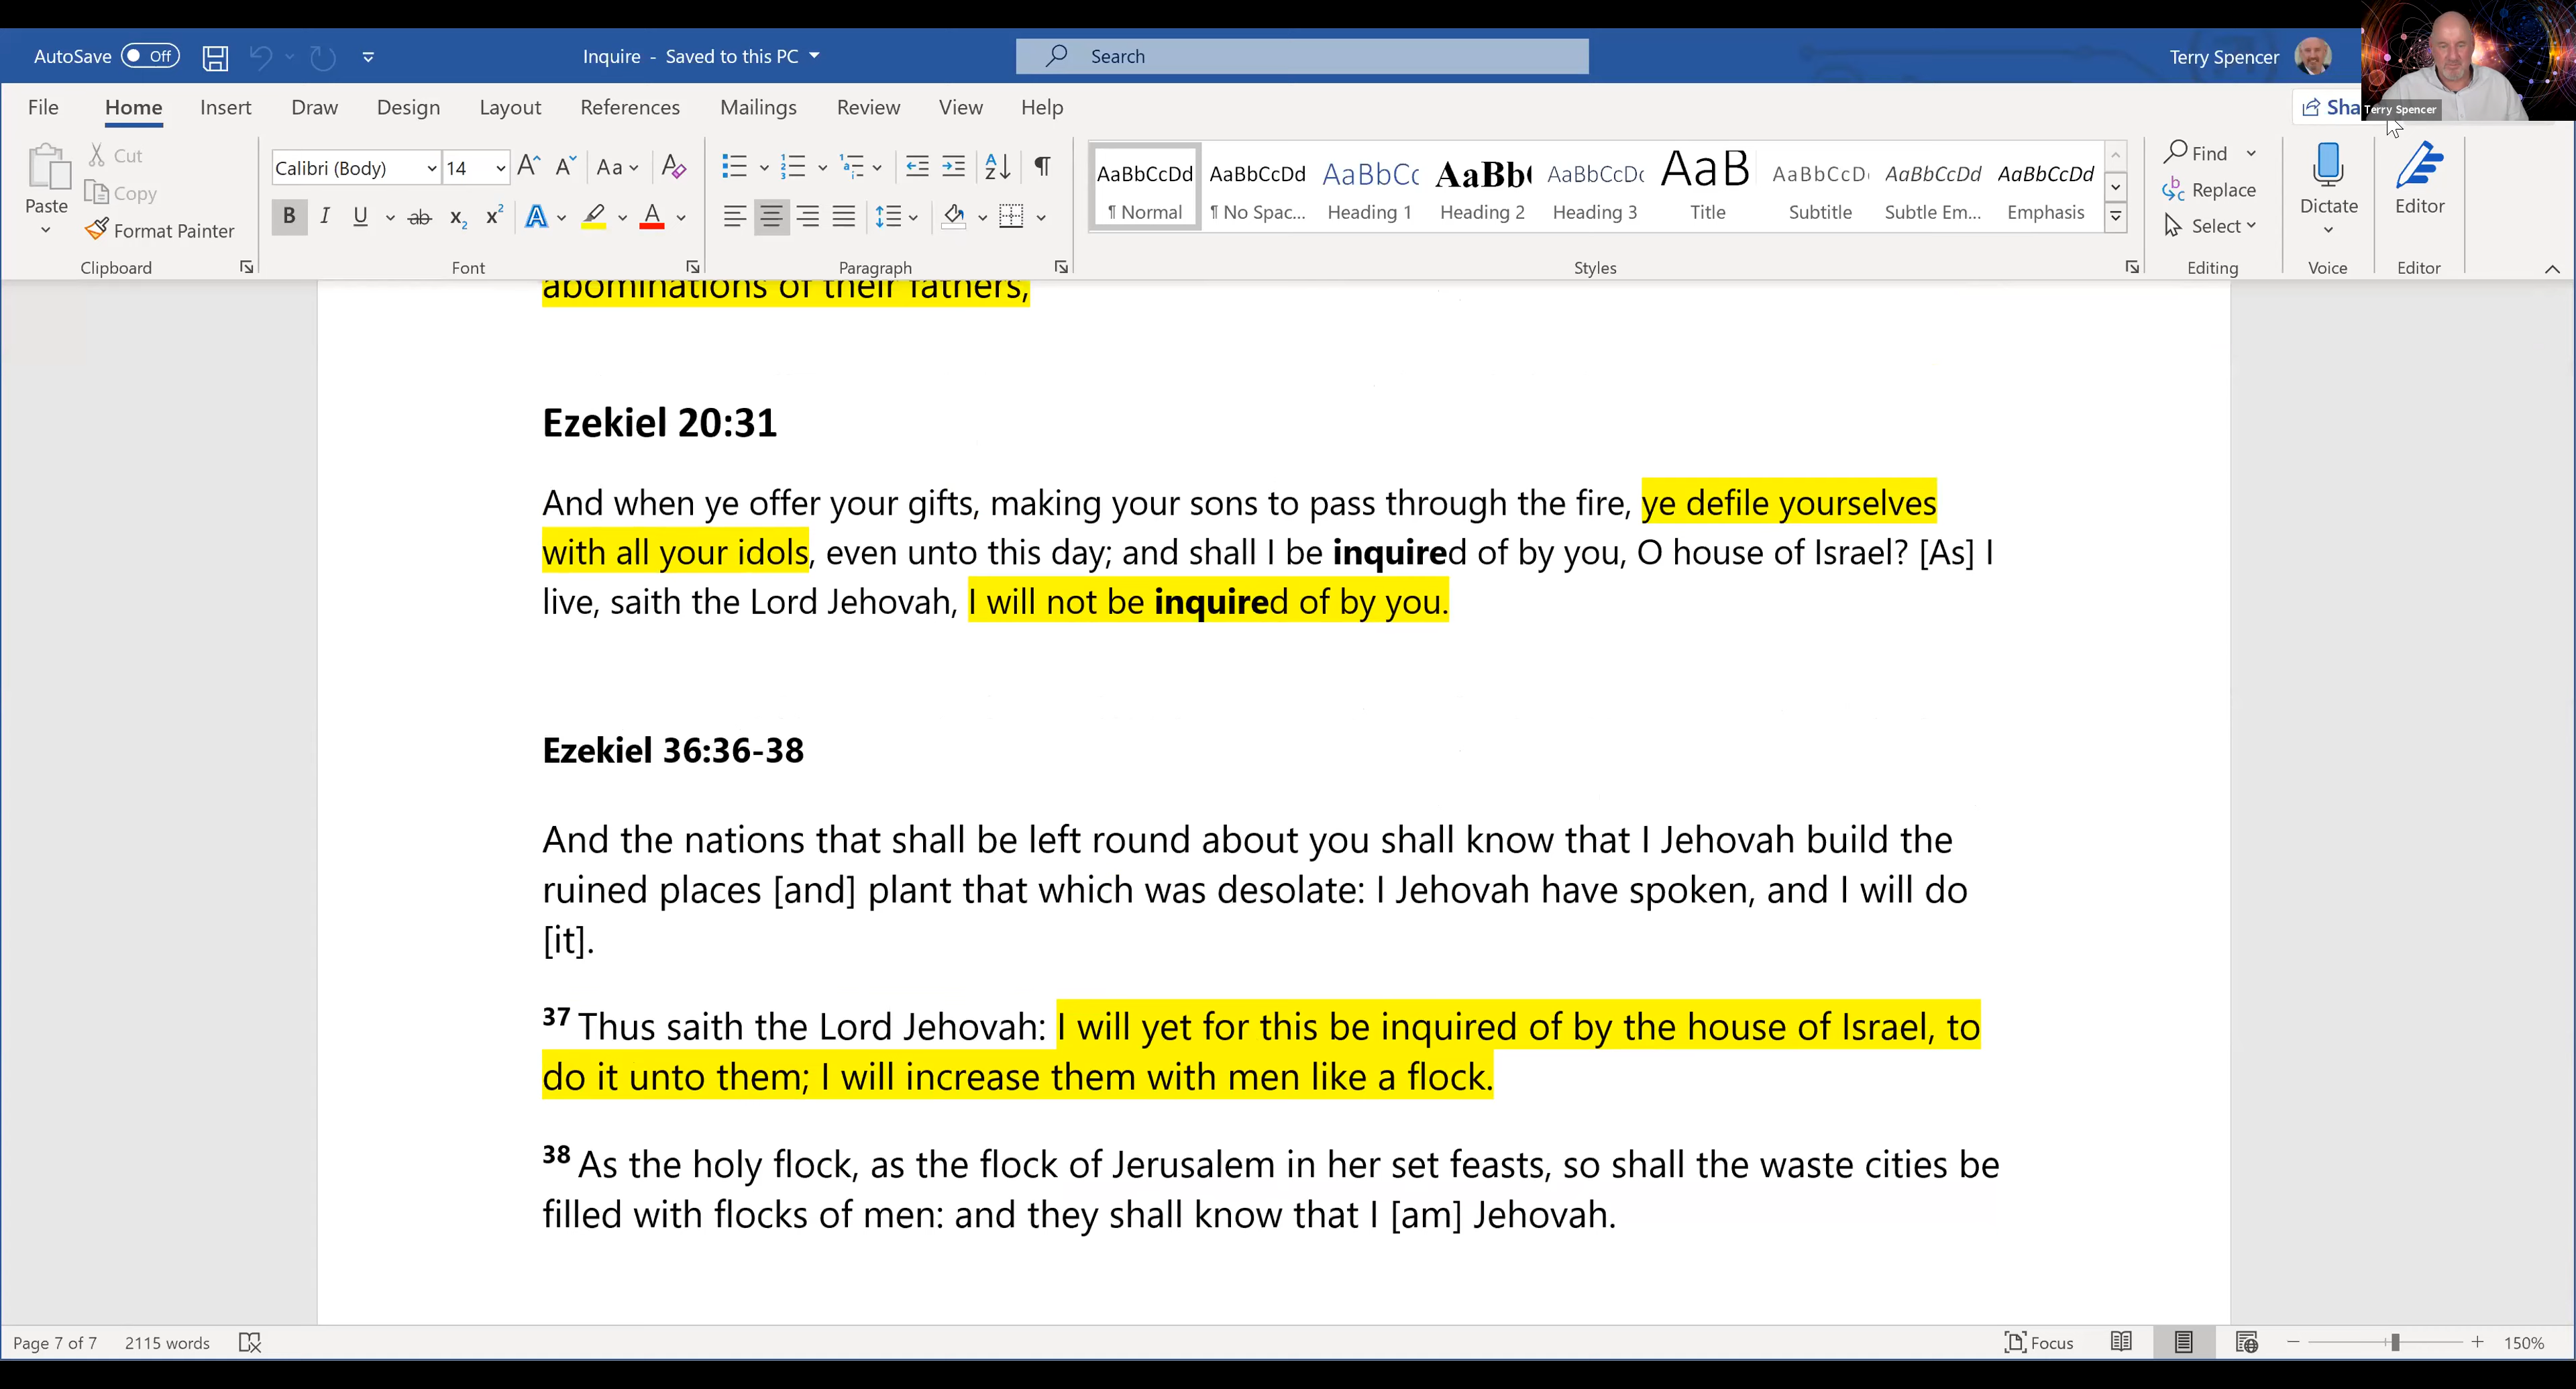 AutoSave Off
Inquire - Saved to this PC
Search
Terry Spencer
File Home Insert Draw Design Layout References Mailings Review View Help
Sha
Terry Spencer
Paste
Cut
Copy
Format Painter
Clipboard
Calibri (Body) 14
Font
Paragraph
AaBbCcDd AaBbCcDd AaBbCc AaBb AaBbCcDc AaB AaBbCcD AaBbCcDd AaBbCcDd
¶ Normal ¶ No Spac... Heading 1 Heading 2 Heading 3 Title Subtitle Subtle Em... Emphasis
Styles
Find
Replace
Select
Editing
Dictate
Voice
Editor
Editor
abominations of their fathers,
Ezekiel 20:31
And when ye offer your gifts, making your sons to pass through the fire, ye defile yourselves
with all your idols, even unto this day; and shall I be inquired of by you, O house of Israel? [As] I
live, saith the Lord Jehovah, I will not be inquired of by you.
Ezekiel 36:36-38
And the nations that shall be left round about you shall know that I Jehovah build the
ruined places [and] plant that which was desolate: I Jehovah have spoken, and I will do
[it].
37 Thus saith the Lord Jehovah: I will yet for this be inquired of by the house of Israel, to
do it unto them; I will increase them with men like a flock.
38 As the holy flock, as the flock of Jerusalem in her set feasts, so shall the waste cities be
filled with flocks of men: and they shall know that I [am] Jehovah.
Page 7 of 7 2115 words
Focus
150%